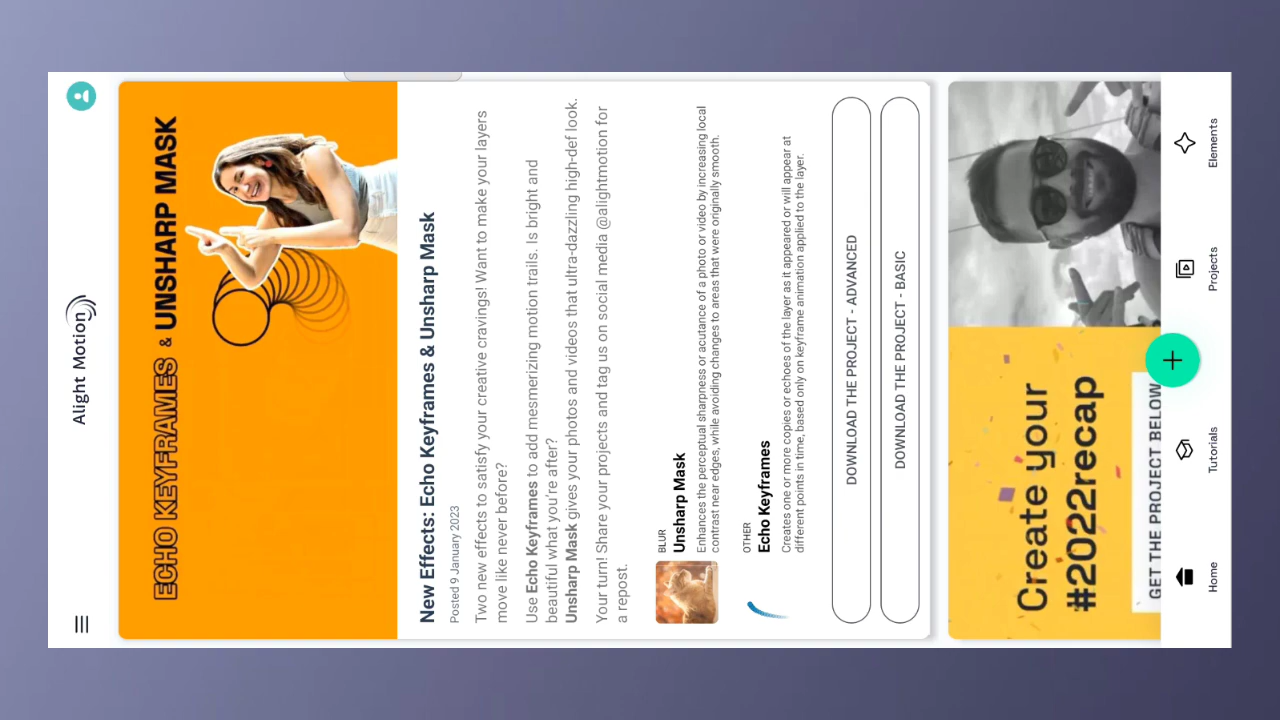 Alight Motion
ECHO KEYFRAMES & UNSHARP MASK
New Effects: Echo Keyframes & Unsharp Mask
Posted 9 January 2023
Two new effects to satisfy your creative cravings! Want to make your layers
move like never before?
Use Echo Keyframes to add mesmerizing motion trails. Is bright and
beautiful what you're after?
Unsharp Mask gives your photos and videos that ultra-dazzling high-def look.
Your turn! Share your projects and tag us on social media @alightmotion for
a repost.
BLUR
Unsharp Mask
Enhances the perceptual sharpness or acutance of a photo or video by increasing local
contrast near edges, while avoiding changes to areas that were originally smooth.
OTHER
Echo Keyframes
Creates one or more copies or echoes of the layer as it appeared or will appear at
different points in time, based only on keyframe animation applied to the layer.
DOWNLOAD THE PROJECT - ADVANCED
DOWNLOAD THE PROJECT - BASIC
Create your
#2022recap
GET THE PROJECT BELOW
Home
Tutorials
Projects
Elements